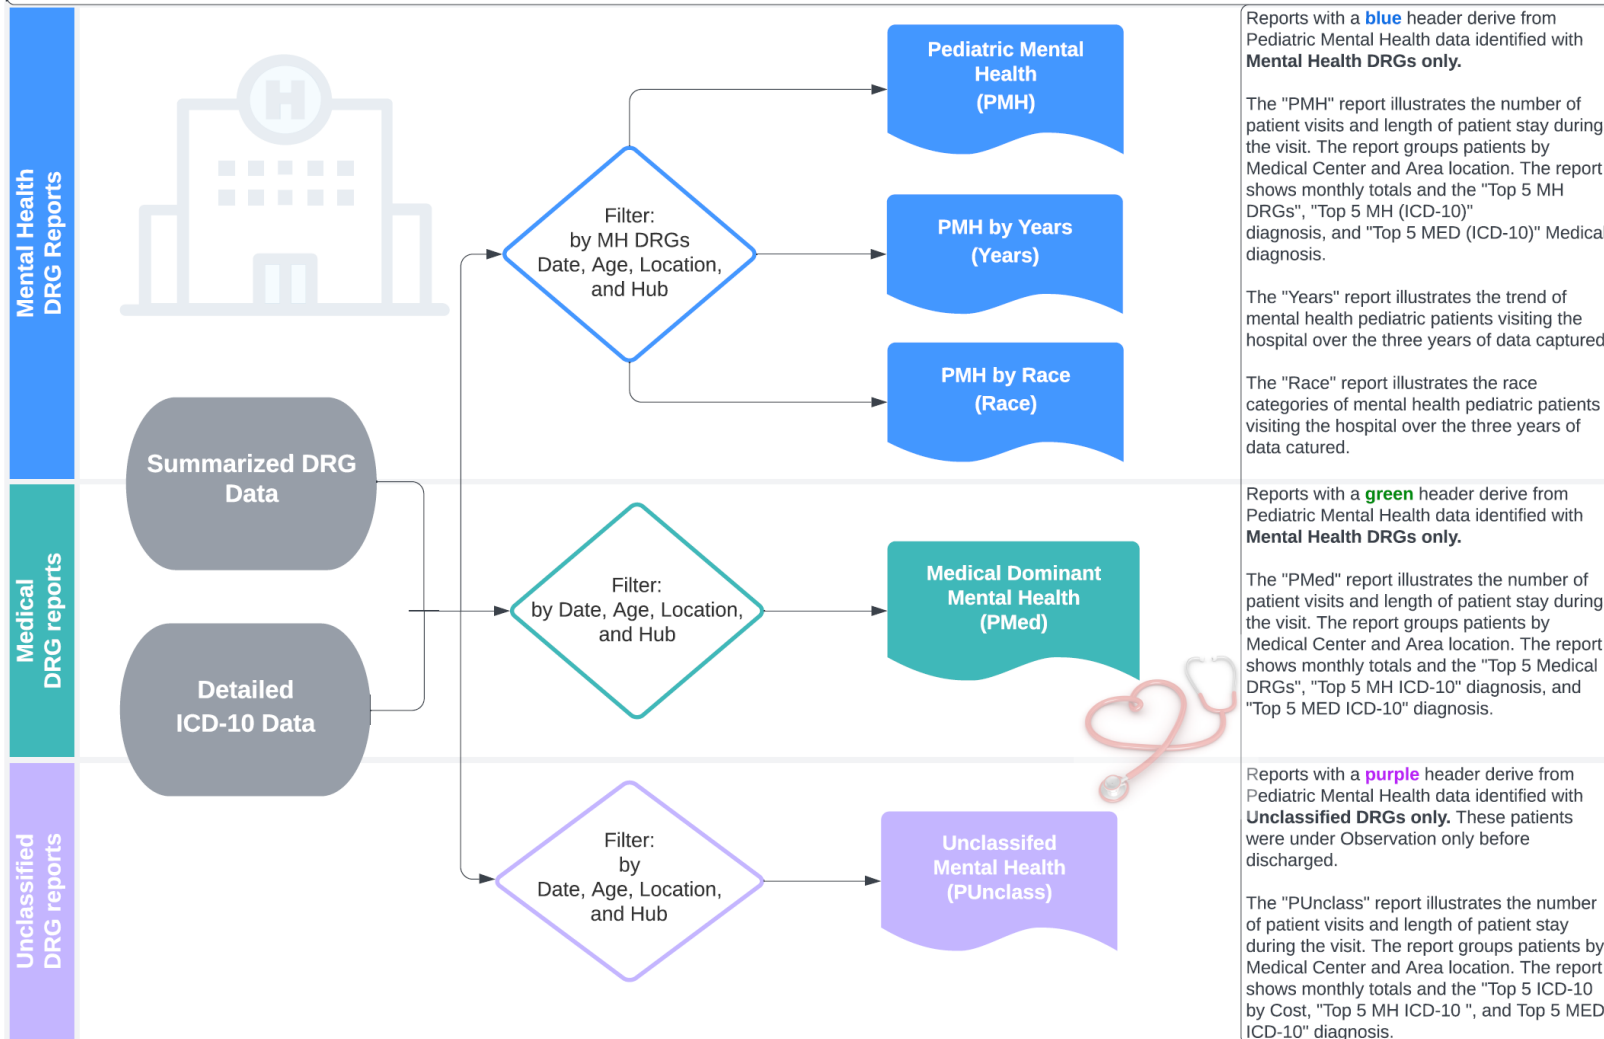 Mental Health
DRG Reports
H
Pediatric Mental
Health
(PMH)
Filter:
by MH DRGs
Date, Age, Location,
and Hub
PMH by Years
(Years)
PMH by Race
(Race)
Reports with a blue header derive from
Pediatric Mental Health data identified with
Mental Health DRGs only.
The "PMH" report illustrates the number of
patient visits and length of patient stay during
the visit. The report groups patients by
Medical Center and Area location. The report
shows monthly totals and the "Top 5 MH
DRGs", "Top 5 MH (ICD-10)"
diagnosis, and "Top 5 MED (ICD-10)" Medical
diagnosis.
The "Years" report illustrates the trend of
mental health pediatric patients visiting the
hospital over the three years of data captured
The "Race" report illustrates the race
categories of mental health pediatric patients
visiting the hospital over the three years of
data catured.
Summarized DRG
Data
Medical
DRG reports
Detailed
ICD-10 Data
Filter:
by Date, Age, Location,
and Hub
Medical Dominant
Mental Health
(PMed)
Reports with a green header derive from
Pediatric Mental Health data identified with
Mental Health DRGs only.
The "PMed" report illustrates the number of
patient visits and length of patient stay during
the visit. The report groups patients by
Medical Center and Area location. The report
shows monthly totals and the "Top 5 Medical
DRGs", "Top 5 MH ICD-10" diagnosis, and
"Top 5 MED ICD-10" diagnosis.
Unclassified
DRG reports
Filter:
by
Date, Age, Location,
and Hub
Unclassifed
Mental Health
(PUnclass)
Reports with a purple header derive from
Pediatric Mental Health data identified with
Unclassified DRGs only. These patients
were under Observation only before
discharged.
The "PUnclass" report illustrates the number
of patient visits and length of patient stay
during the visit. The report groups patients by
Medical Center and Area location. The report
shows monthly totals and the "Top 5 ICD-10
by Cost, "Top 5 MH ICD-10 ", and Top 5 MED
ICD-10" diagnosis.